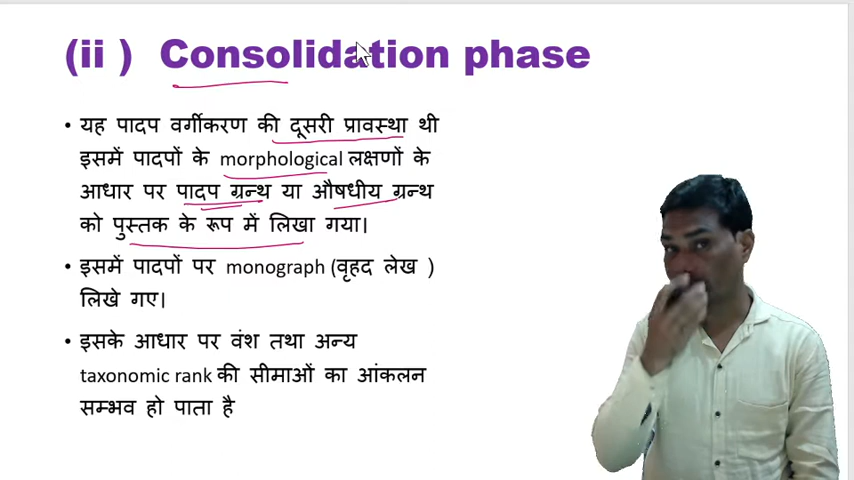 (ii ) Consolidation phase
• यह पादप वर्गीकरण की दूसरी प्रावस्था थी
इसमें पादपों के morphological लक्षणों के
आधार पर पादप ग्रन्थ या औषधीय ग्रन्थ
को पुस्तक के रूप में लिखा गया।
• इसमें पादपों पर monograph (वृहद लेख )
लिखे गए।
• इसके आधार पर वंश तथा अन्य
taxonomic rank की सीमाओं का आंकलन
सम्भव हो पाता है